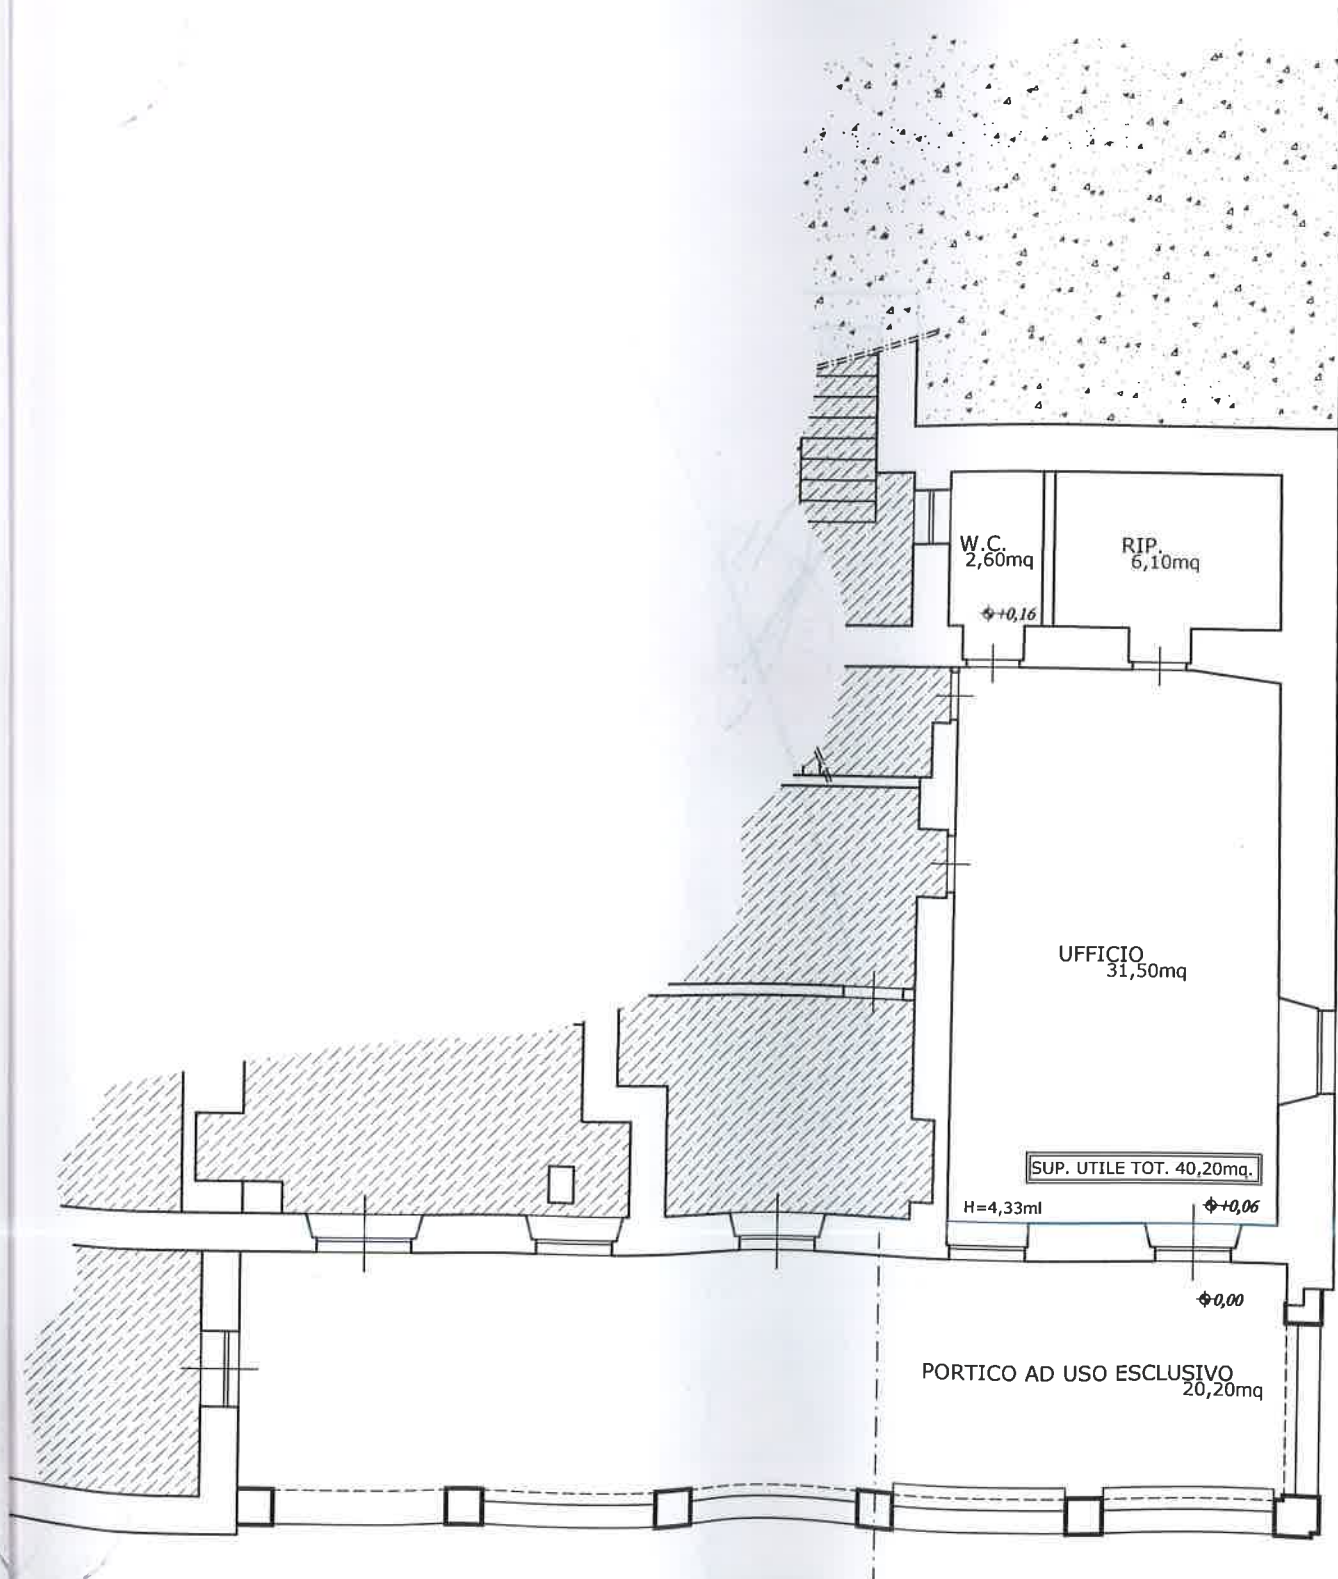 W.C.
2,60mq
RIP.
6,10mq
+0,16
UFFICIO
31,50mq
SUP. UTILE TOT. 40,20mq.
H=4,33ml
+0,06
0,00
PORTICO AD USO ESCLUSIVO
20,20mq